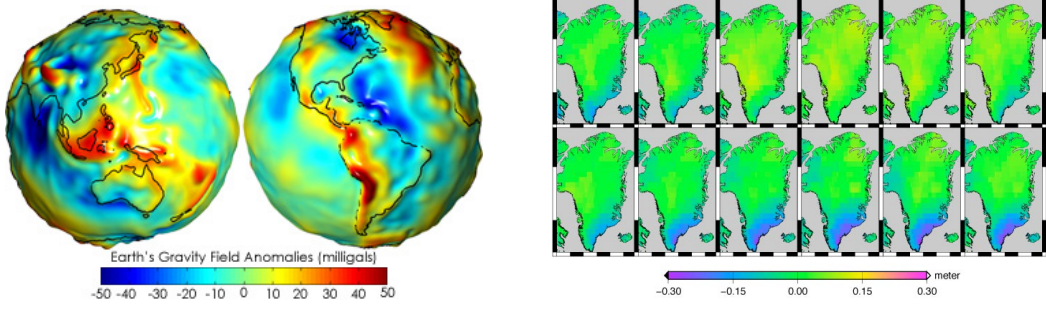 Earth's Gravity Field Anomalies (milligals)
-50 -40 -30 -20 -10 0 10 20 30 40 50
meter
−0.30 −0.15 0.00 0.15 0.30